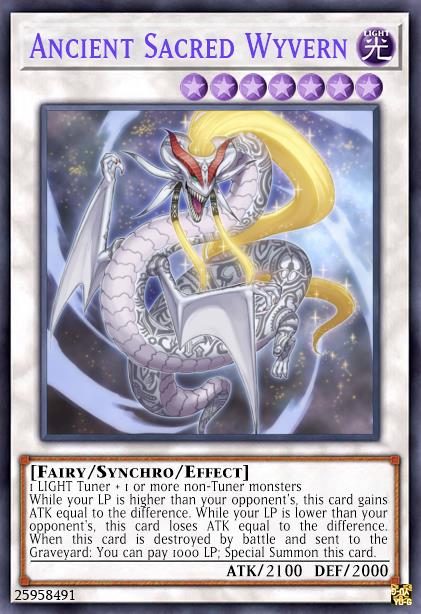 Ancient Sacred Wyvern
LIGHT
光
[Fairy/Synchro/Effect]
1 LIGHT Tuner + 1 or more non-Tuner monsters
While your LP is higher than your opponent's, this card gains
ATK equal to the difference. While your LP is lower than your
opponent's, this card loses ATK equal to the difference.
When this card is destroyed by battle and sent to the
Graveyard: You can pay 1000 LP; Special Summon this card.
ATK/2100 DEF/2000
25958491